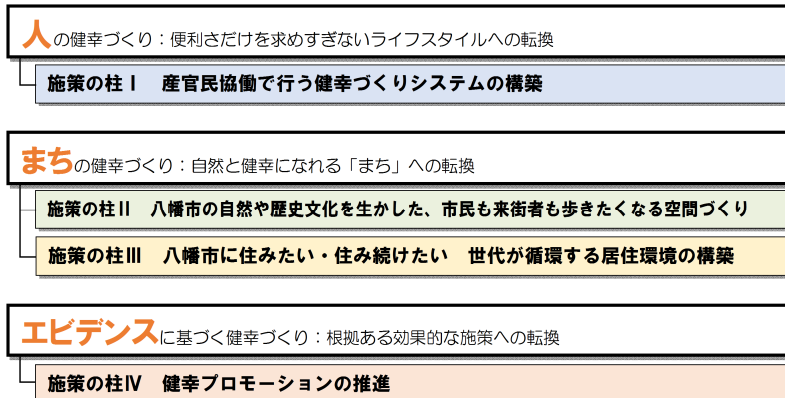 人の健幸づくり：便利さだけを求めすぎないライフスタイルへの転換
施策の柱Ⅰ　産官民協働で行う健幸づくりシステムの構築
まちの健幸づくり：自然と健幸になれる「まち」への転換
施策の柱Ⅱ　八幡市の自然や歴史文化を生かした、市民も来街者も歩きたくなる空間づくり
施策の柱Ⅲ　八幡市に住みたい・住み続けたい　世代が循環する居住環境の構築
エビデンスに基づく健幸づくり：根拠ある効果的な施策への転換
施策の柱Ⅳ　健幸プロモーションの推進